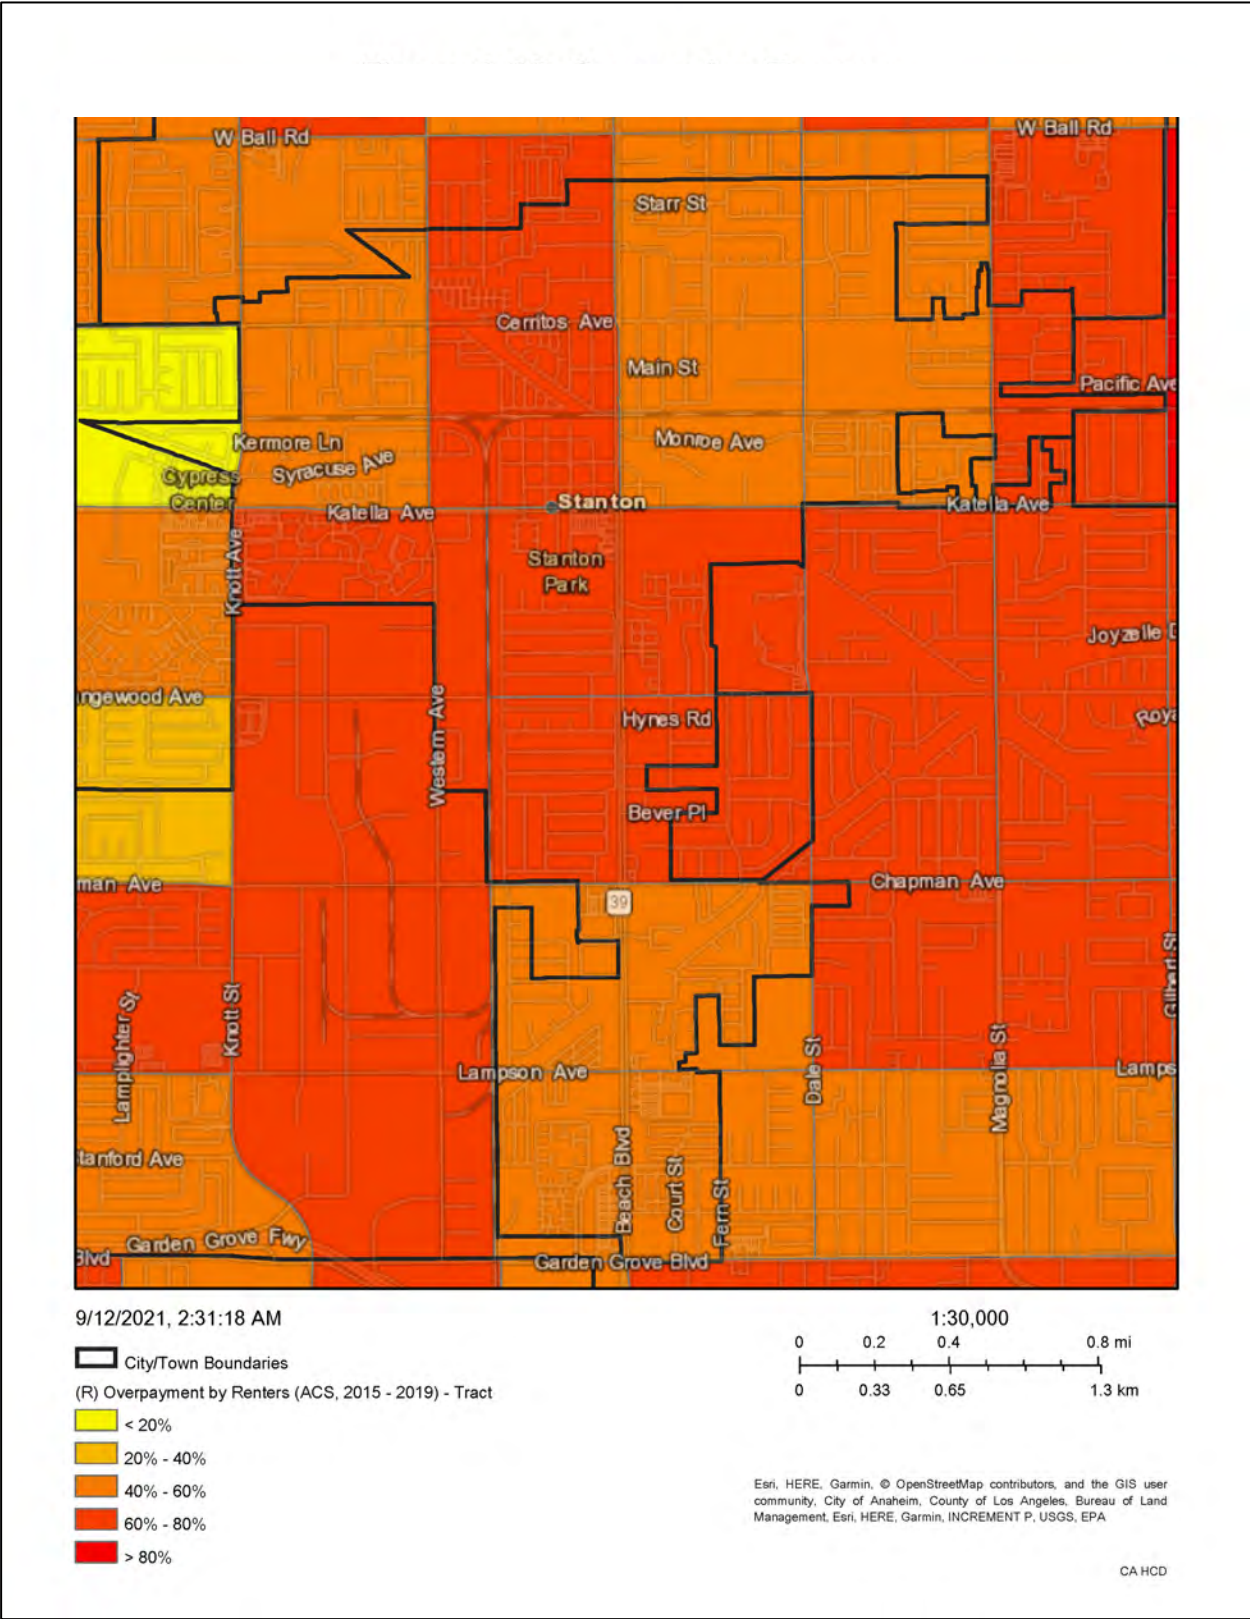 W Ball Rd
W Ball Rd
Starr St
Cerritos Ave
Main St
Pacific Ave
Kermore Ln
Monroe Ave
Syracuse Ave
Cypress
Center
Stanton
Katella Ave
Katella Ave
Knott Ave
Stanton
Park
Joyzelle D
ngewood Ave
Western Ave
Hynes Rd
Roya
Bever Pl
man Ave
Chapman Ave
39
Gilbert St
Lamplighter St
Knott St
Lampson Ave
Dale St
Magnolia St
Lamps
tanford Ave
Beach Blvd
Court St
Fern St
Garden Grove Fwy
Blvd
Garden Grove Blvd
9/12/2021, 2:31:18 AM
1:30,000
0 0.2 0.4 0.8 mi
0 0.33 0.65 1.3 km
City/Town Boundaries
(R) Overpayment by Renters (ACS, 2015 - 2019) - Tract
< 20%
20% - 40%
40% - 60%
60% - 80%
> 80%
Esri, HERE, Garmin, © OpenStreetMap contributors, and the GIS user
community, City of Anaheim, County of Los Angeles, Bureau of Land
Management, Esri, HERE, Garmin, INCREMENT P, USGS, EPA
CA HCD